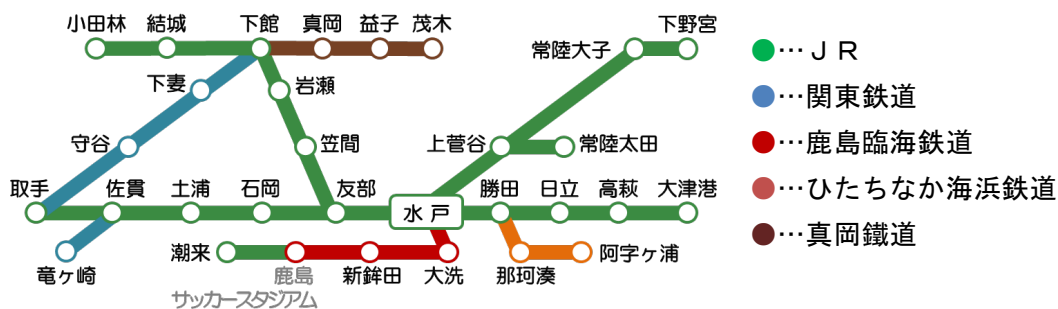 小田林
結城
下館
真岡
益子
茂木
下野宮
常陸大子
下妻
岩瀬
守谷
笠間
上菅谷
常陸太田
取手
佐貫
土浦
石岡
友部
水戸
勝田
日立
高萩
大津港
竜ヶ崎
潮来
鹿島
サッカースタジアム
新鉾田
大洗
那珂湊
阿字ヶ浦
…ＪＲ
…関東鉄道
…鹿島臨海鉄道
…ひたちなか海浜鉄道
…真岡鐵道